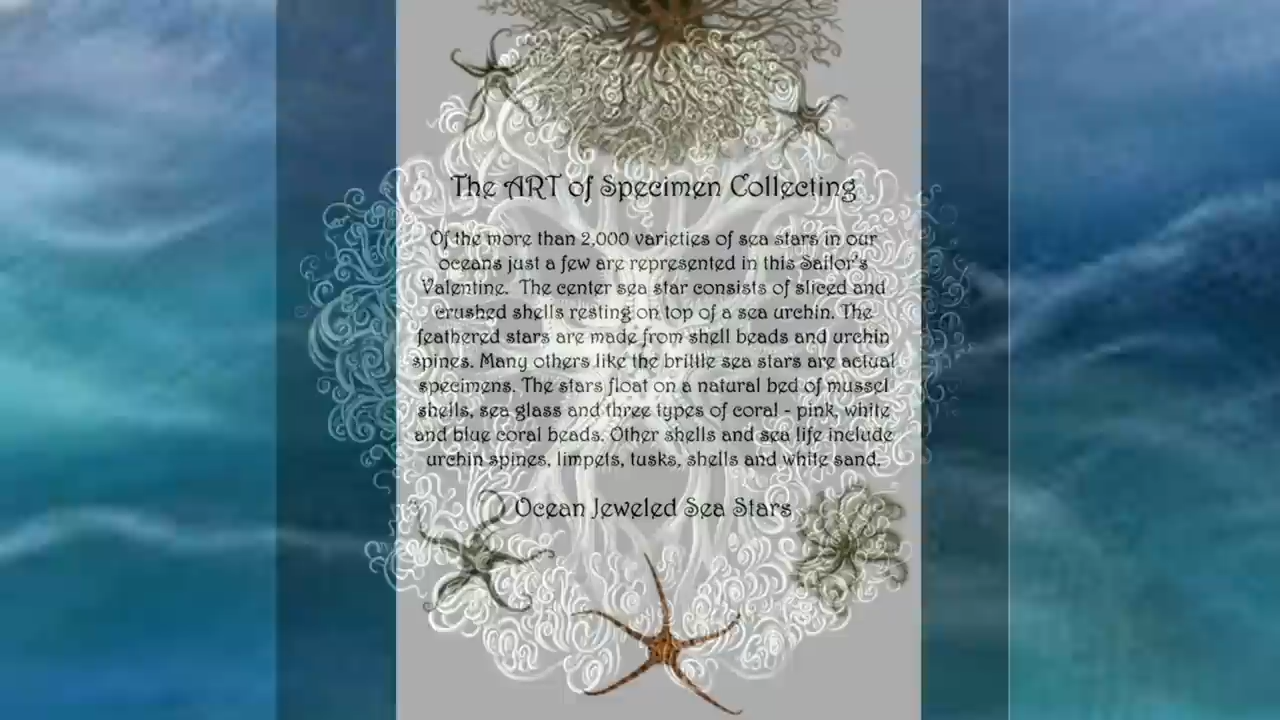 The ART of Specimen Collecting
Of the more than 2,000 varieties of sea stars in our
oceans just a few are represented in this Sailor's
Valentine. The center sea star consists of sliced and
crushed shells resting on top of a sea urchin. The
feathered stars are made from shell beads and urchin
spines. Many others like the brittle sea stars are actual
specimens. The stars float on a natural bed of mussel
shells, sea glass and three types of coral - pink, white
and blue coral beads. Other shells and sea life include
urchin spines, limpets, tusks, shells and white sand.
Ocean Jeweled Sea Stars